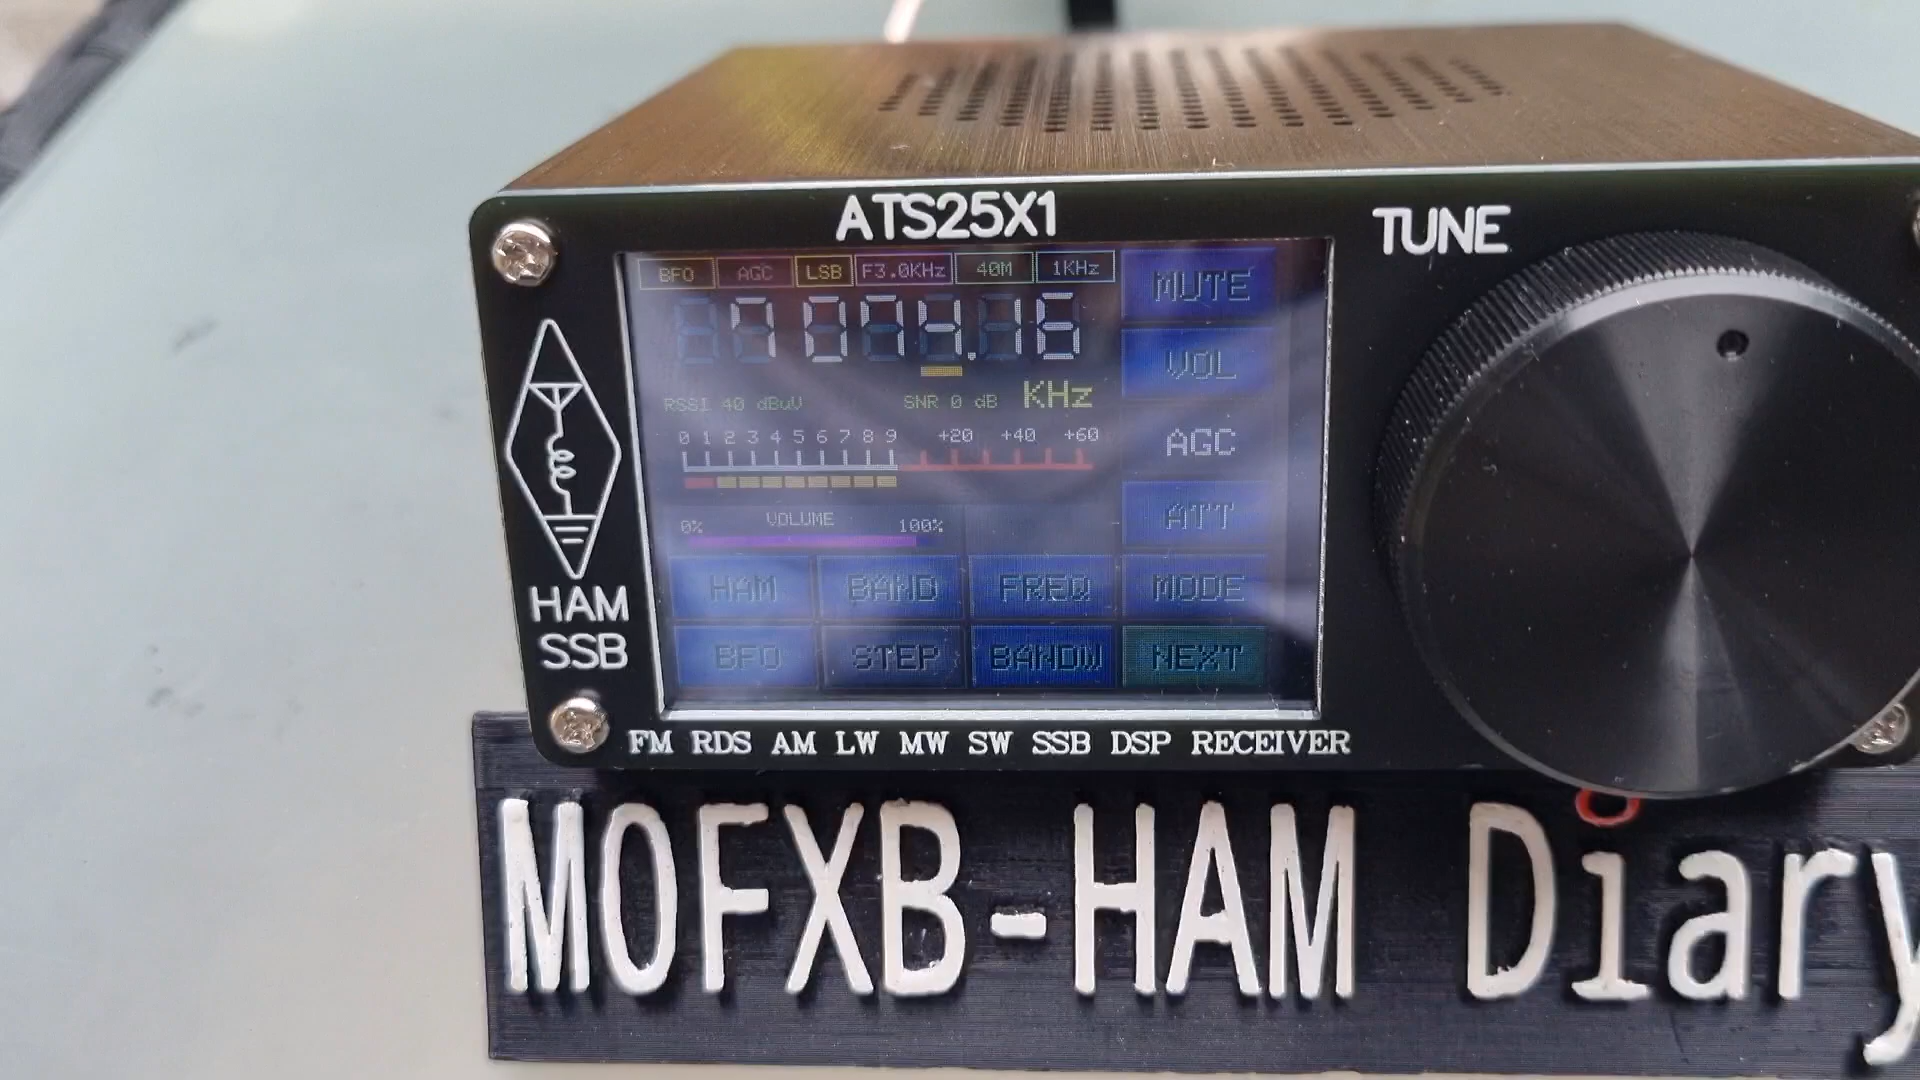 ATS25X1
TUNE
BFO AGC LSB F3.0KHz 40M 1KHz
MUTE
7074.16
VOL
RSSI 40 dBuV SNR 0 dB KHz
0 1 2 3 4 5 6 7 8 9 +20 +40 +60
AGC
ATT
0% VOLUME 100%
HAM BAND FREQ MODE
BFO STEP BANDW NEXT
HAM
SSB
FM RDS AM LW MW SW SSB DSP RECEIVER
M0FXB-HAM Diary